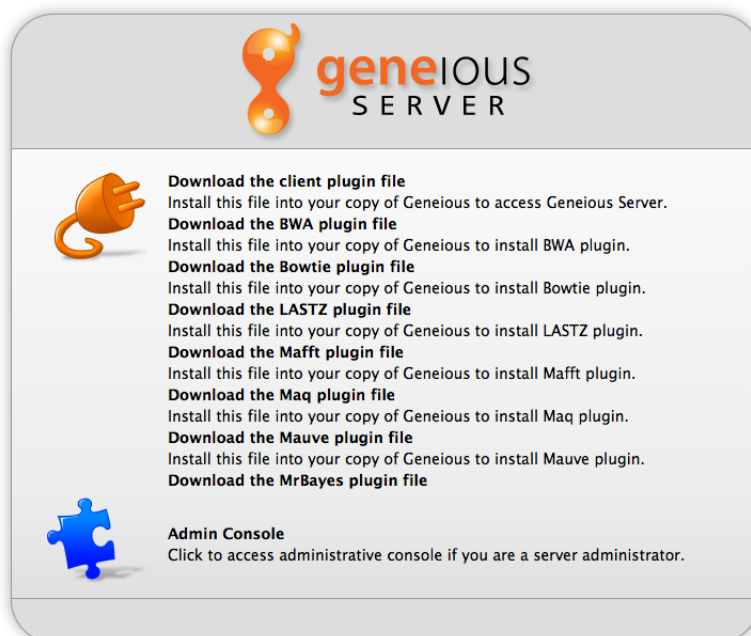 geneious
SERVER
Download the client plugin file
Install this file into your copy of Geneious to access Geneious Server.
Download the BWA plugin file
Install this file into your copy of Geneious to install BWA plugin.
Download the Bowtie plugin file
Install this file into your copy of Geneious to install Bowtie plugin.
Download the LASTZ plugin file
Install this file into your copy of Geneious to install LASTZ plugin.
Download the Mafft plugin file
Install this file into your copy of Geneious to install Mafft plugin.
Download the Maq plugin file
Install this file into your copy of Geneious to install Maq plugin.
Download the Mauve plugin file
Install this file into your copy of Geneious to install Mauve plugin.
Download the MrBayes plugin file
Admin Console
Click to access administrative console if you are a server administrator.